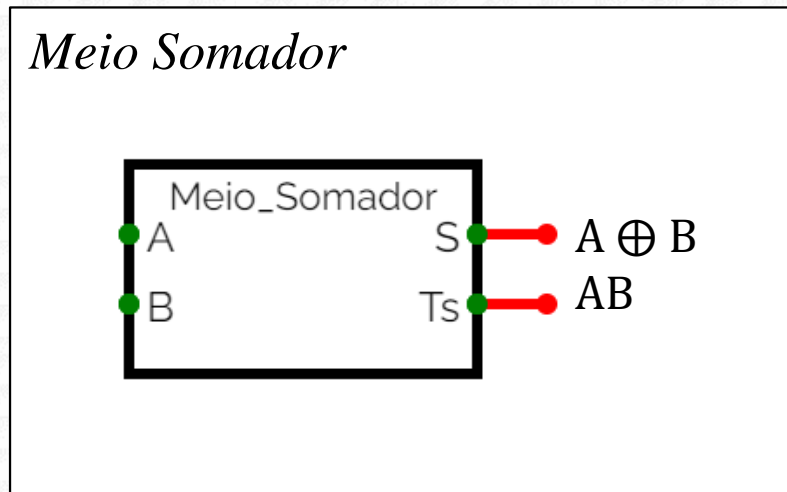 Meio Somador
Meio_Somador
A S A ⊕ B
B Ts AB